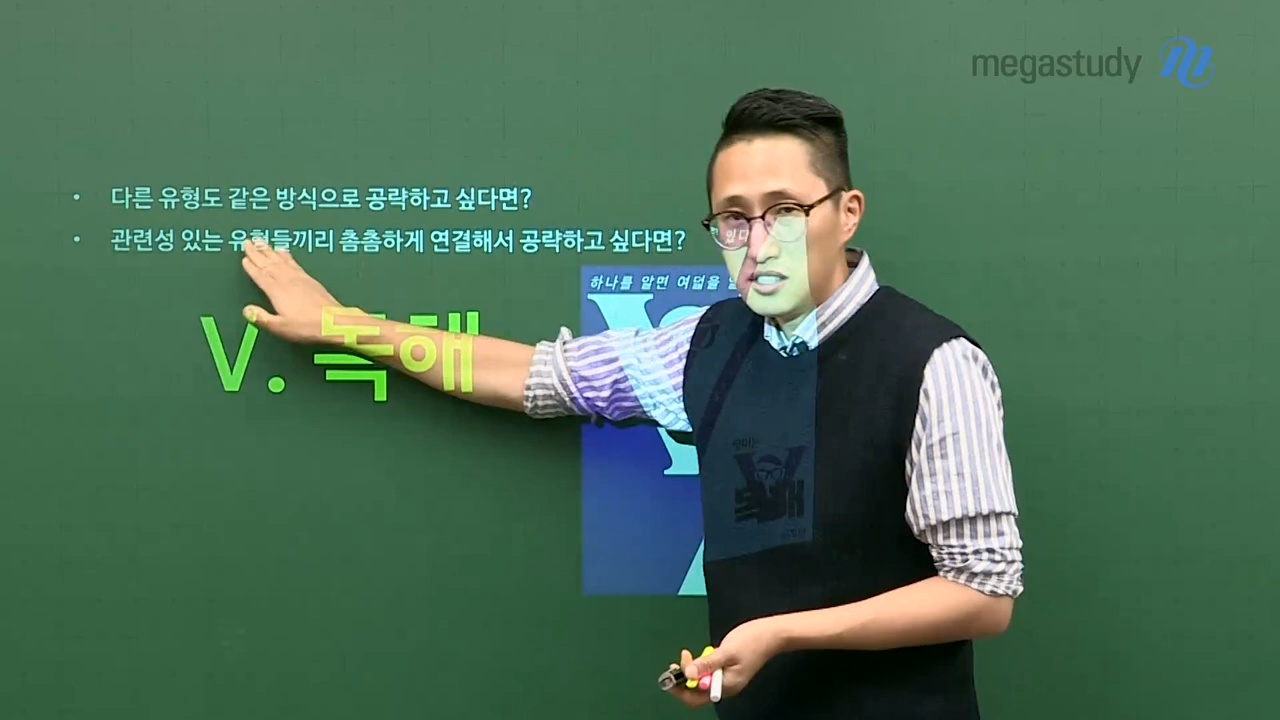 megastudy
• 다른 유형도 같은 방식으로 공략하고 싶다면?
• 관련성 있는 유형들끼리 촘촘하게 연결해서 공략하고 싶다면?
하나를 알면 여덟을
V. 독해